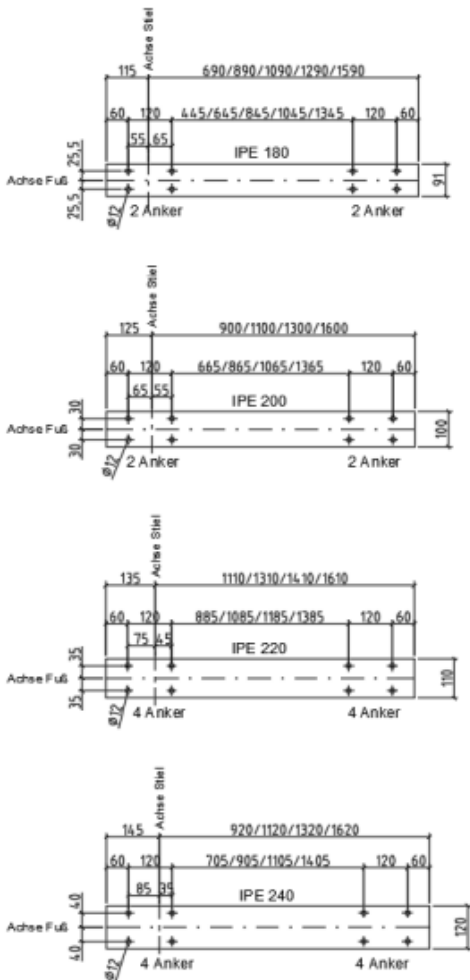 Achse Stiel
115 690/890/1090/1290/1590
60 120 445/645/845/1045/1345 120 60
55 65
IPE 180
25,5
Achse Fuß
25,5
91
Ø12
2 Anker 2 Anker
Achse Stiel
125 900/1100/1300/1600
60 120 665/865/1065/1365 120 60
65 55
IPE 200
30
Achse Fuß
30
100
Ø12
2 Anker 2 Anker
Achse Stiel
135 1110/1310/1410/1610
60 120 885/1085/1185/1385 120 60
75 45
IPE 220
35
Achse Fuß
35
110
Ø12
4 Anker 4 Anker
Achse Stiel
145 920/1120/1320/1620
60 120 705/905/1105/1405 120 60
85 35
IPE 240
40
Achse Fuß
40
120
Ø12
4 Anker 4 Anker